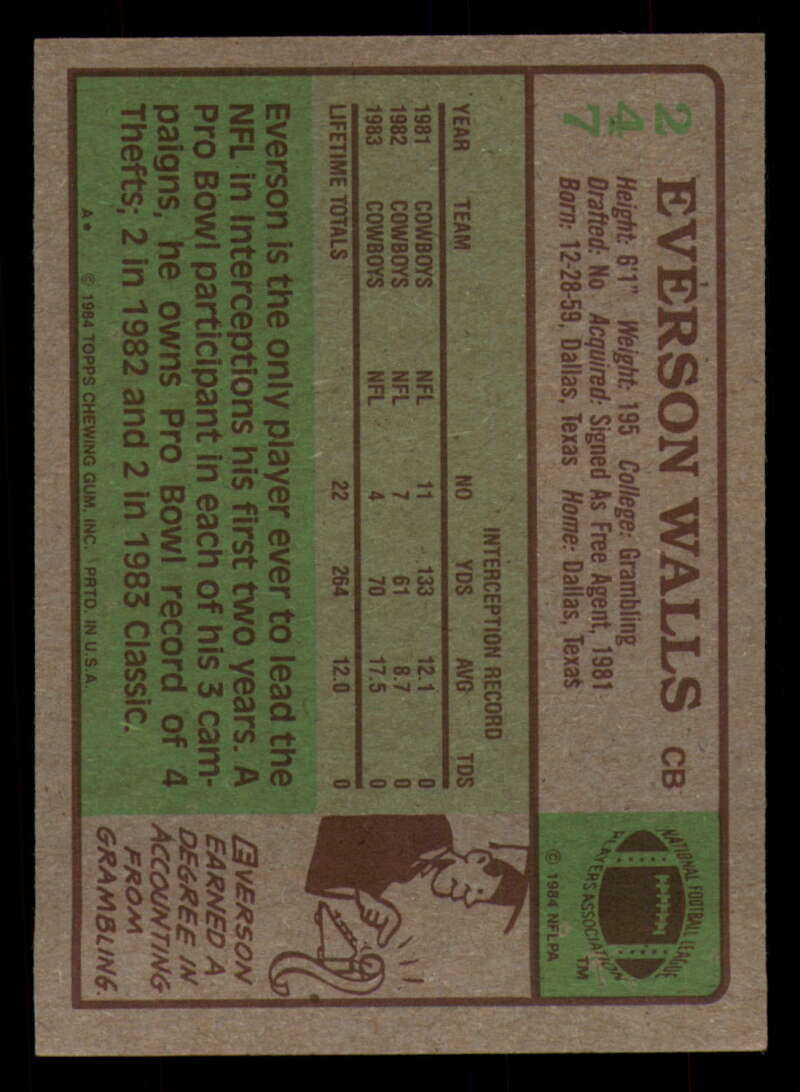 247
EVERSON WALLS CB
Height: 6'1" Weight: 195 College: Grambling
Drafted: No Acquired: Signed As Free Agent, 1981
Born: 12-28-59, Dallas, Texas Home: Dallas, Texas
NATIONAL FOOTBALL LEAGUE
PLAYERS ASSOCIATION
TM
© 1984 NFLPA
INTERCEPTION RECORD
YEAR TEAM NO YDS AVG TDS
1981 COWBOYS NFL 11 133 12.1 0
1982 COWBOYS NFL 7 61 8.7 0
1983 COWBOYS NFL 4 70 17.5 0
LIFETIME TOTALS 22 264 12.0 0
Everson is the only player ever to lead the
NFL in Interceptions his first two years. A
Pro Bowl participant in each of his 3 cam-
paigns, he owns Pro Bowl record of 4
Thefts; 2 in 1982 and 2 in 1983 Classic.
A* © 1984 TOPPS CHEWING GUM, INC. PRTD. IN U.S.A.
EVERSON
EARNED A
DEGREE IN
ACCOUNTING
FROM
GRAMBLING.